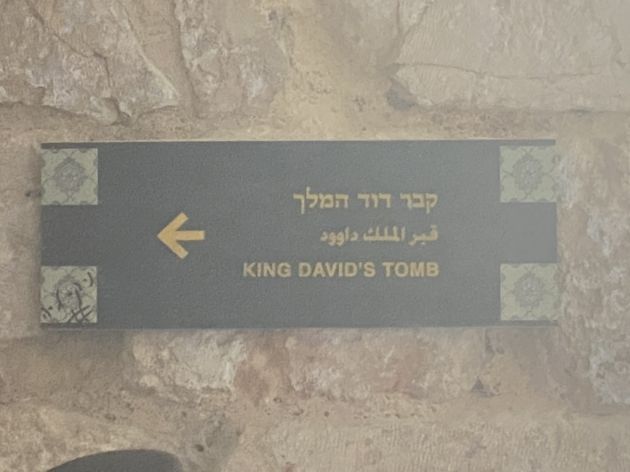 קבר דוד המלך
قبر الملك داوود
KING DAVID'S TOMB